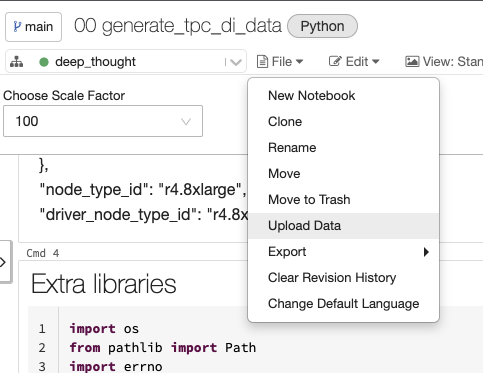 main
00 generate_tpc_di_data
Python
deep_thought
File
Edit
View: Stan
Choose Scale Factor
100
New Notebook
Clone
Rename
Move
Move to Trash
Upload Data
Export
Clear Revision History
Change Default Language
},
"node_type_id": "r4.8xlarge",
"driver_node_type_id": "r4.8x
Cmd 4
Extra libraries
1 import os
2 from pathlib import Path
3 import errno